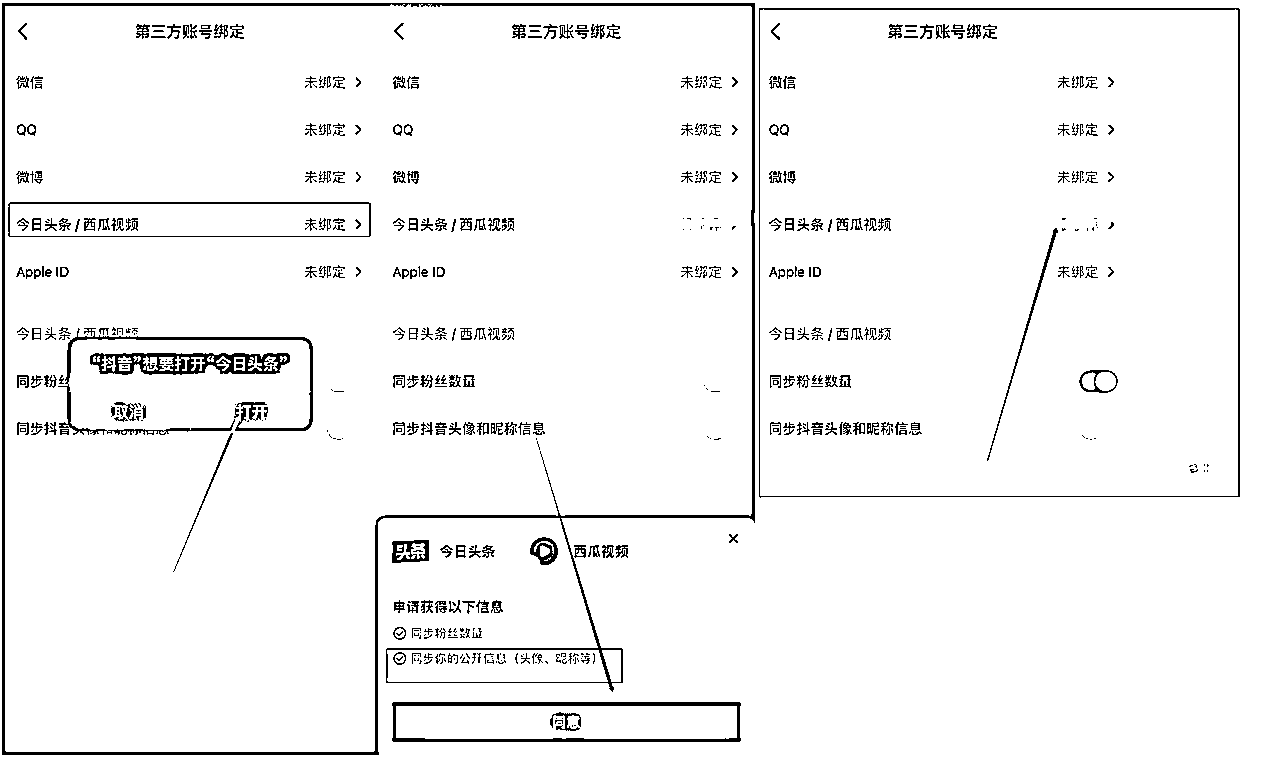 第三方账号绑定
微信 未绑定
QQ 未绑定
微博 未绑定
今日头条 / 西瓜视频 未绑定
Apple ID 未绑定
今日头条 / 西瓜视频
“抖音”想要打开“今日头条”
同步粉丝
取消 打开
同步抖音头像和昵称信息
第三方账号绑定
微信 未绑定
QQ 未绑定
微博 未绑定
今日头条 / 西瓜视频
Apple ID 未绑定
今日头条 / 西瓜视频
同步粉丝数量
同步抖音头像和昵称信息
头条 今日头条 西瓜视频
申请获得以下信息
同步粉丝数量
同步你的公开信息（头像、昵称等）
同意
第三方账号绑定
微信 未绑定
QQ 未绑定
微博 未绑定
今日头条 / 西瓜视频
Apple ID 未绑定
今日头条 / 西瓜视频
同步粉丝数量
同步抖音头像和昵称信息